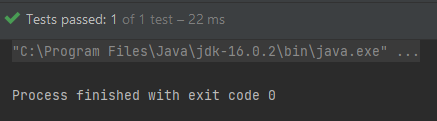 Tests passed: 1 of 1 test – 22 ms
"C:\Program Files\Java\jdk-16.0.2\bin\java.exe" ...
Process finished with exit code 0